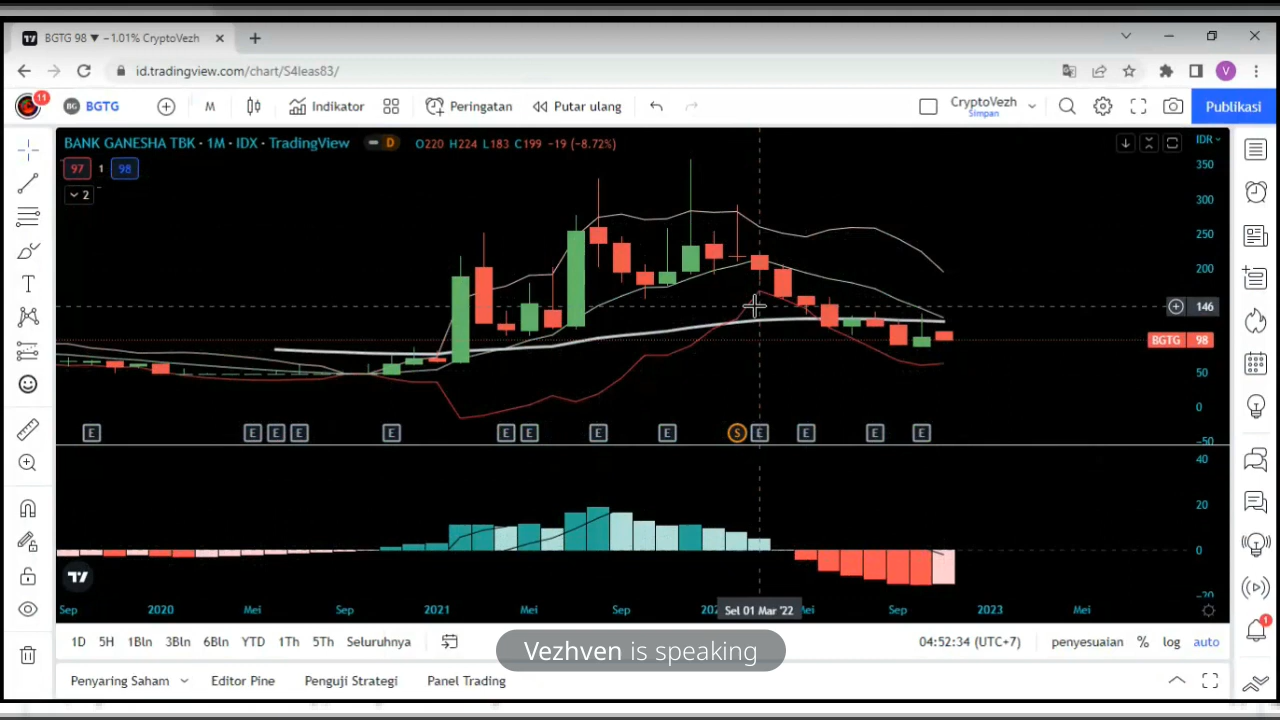 BGTG 98 ▼ −1.01% CryptoVezh
id.tradingview.com/chart/S4leas83/
V
11
BG BGTG M Indikator Peringatan Putar ulang CryptoVezh Simpan Publikasi
BANK GANESHA TBK · 1M · IDX · TradingView D O220 H224 L183 C199 −19 (−8.72%)
IDR
97 1 98
2
350
300
250
200
146
BGTG 98
50
0
−50
E E E E E E E E E S E E E E
40
20
0
−20
Sep 2020 Mei Sep 2021 Mei Sep Sel 01 Mar '22 Mei Sep 2023 Mei
1D 5H 1Bln 3Bln 6Bln YTD 1Th 5Th Seluruhnya 04:52:34 (UTC+7) penyesuaian % log auto
1
Vezhven is speaking
Penyaring Saham Editor Pine Penguji Strategi Panel Trading